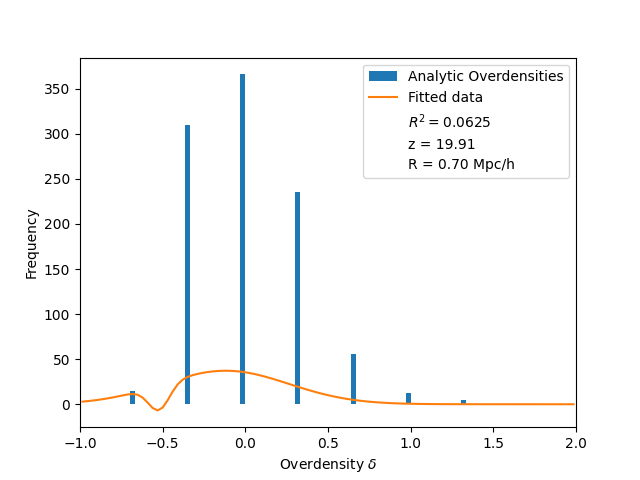 Analytic Overdensities
Fitted data
$R^2 = 0.0625$
z = 19.91
R = 0.70 Mpc/h
Frequency
350
300
250
200
150
100
50
0
−1.0 −0.5 0.0 0.5 1.0 1.5 2.0
Overdensity δ